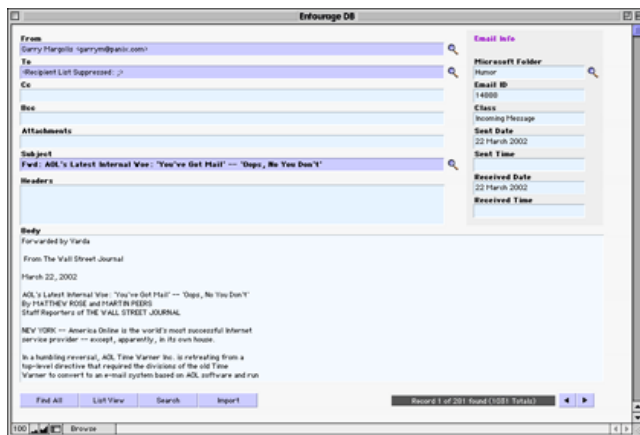 Entourage DB
From
Garry Margolis <garrym@panix.com>
To
<Recipient List Suppressed: ;>
Cc
Bcc
Attachments
Subject
Fwd: AOL's Latest Internal Woe: 'You've Got Mail' -- 'Oops, No You Don't'
Headers
Email Info
Microsoft Folder
Humor
Email ID
14888
Class
Incoming Message
Sent Date
22 March 2002
Sent Time
Received Date
22 March 2002
Received Time
Body
Forwarded by Varda
From The Wall Street Journal
March 22, 2002
AOL's Latest Internal Woe: 'You've Got Mail' -- 'Oops, No You Don't'
By MATTHEW ROSE and MARTIN PEERS
Staff Reporters of THE WALL STREET JOURNAL
NEW YORK -- America Online is the world's most successful Internet
service provider -- except, apparently, in its own house.
In a humbling reversal, AOL Time Warner Inc. is retreating from a
top-level directive that required the divisions of the old Time
Warner to convert to an e-mail system based on AOL software and run
Find All
List View
Search
Import
Record 1 of 201 found (1031 Totals)
100
Browse